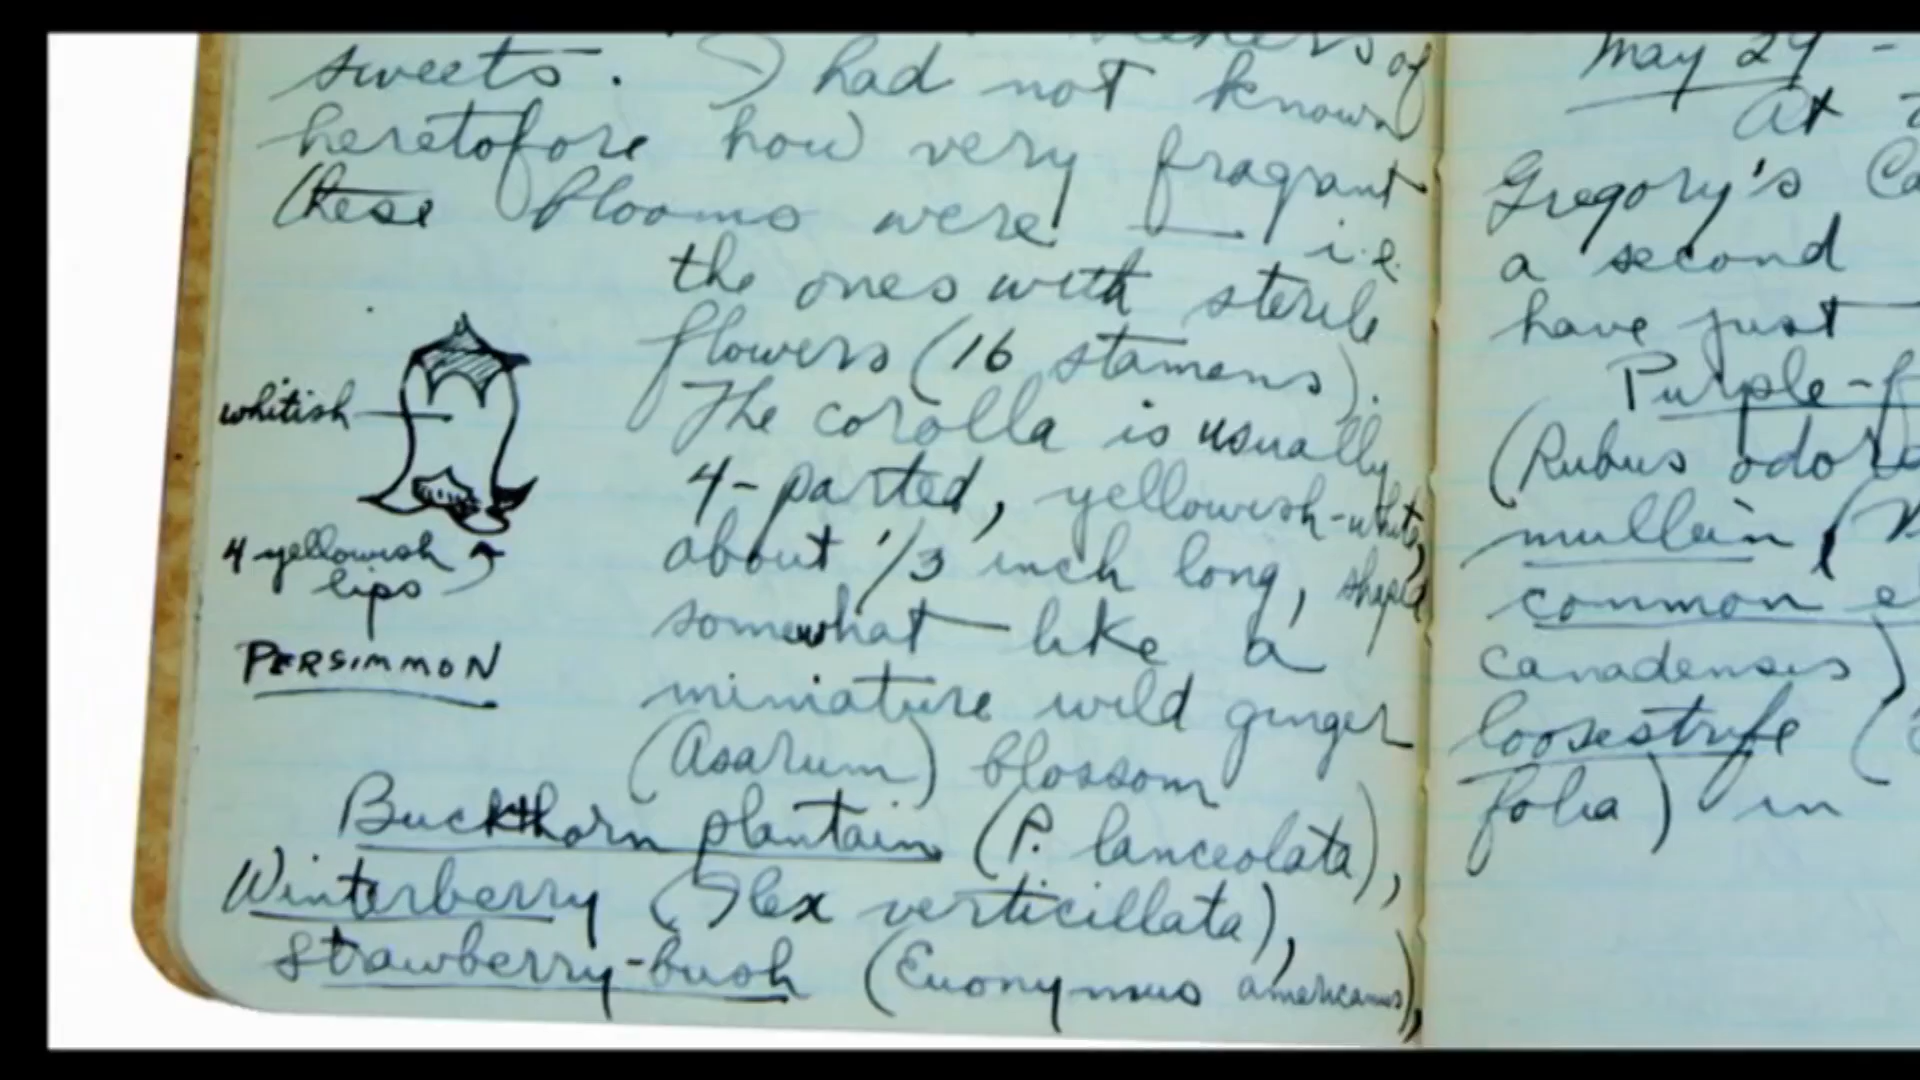 sweets. I had not known
heretofore how very fragrant
these blooms were — i.e.
the ones with sterile
flowers (16 stamens).
The corolla is usually
4-parted, yellowish-white,
about 1/3 inch long, shaped
somewhat like a
miniature wild ginger
(Asarum) blossom
whitish
4 yellowish
lips
PERSIMMON
Buckthorn plantain (P. lanceolata),
Winterberry (Ilex verticillata),
Strawberry-bush (Euonymus americanus),
May 29 -
At
Gregory's
a second
have just
Purple-f
(Rubus odor
mullein (
common el
canadensis)
loosestrife (
folia) in